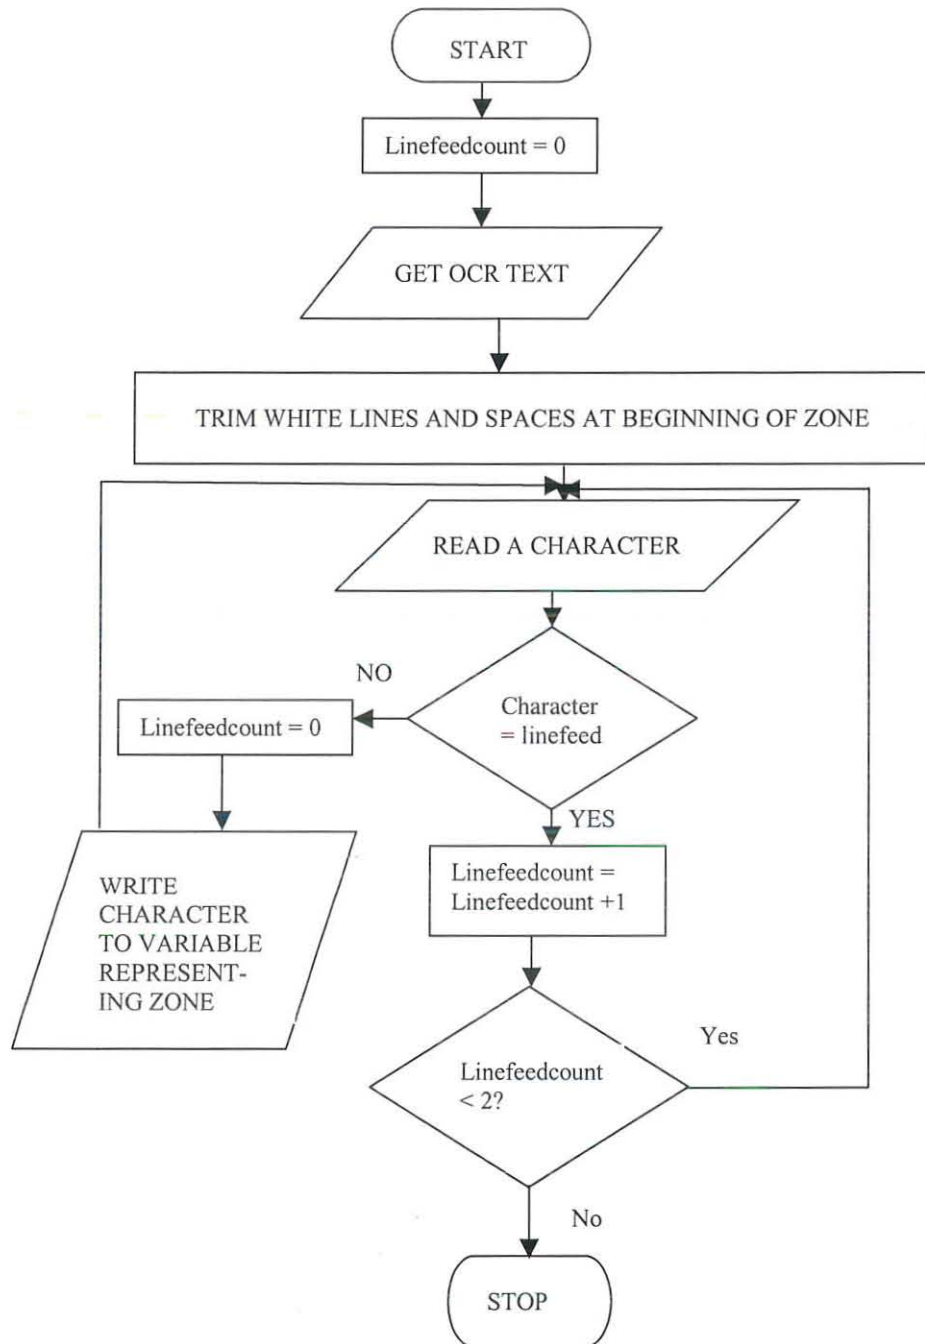 START
Linefeedcount = 0
GET OCR TEXT
TRIM WHITE LINES AND SPACES AT BEGINNING OF ZONE
READ A CHARACTER
NO
Character
= linefeed
Linefeedcount = 0
YES
Linefeedcount =
Linefeedcount +1
WRITE
CHARACTER
TO VARIABLE
REPRESENT-
ING ZONE
Yes
Linefeedcount
< 2?
No
STOP